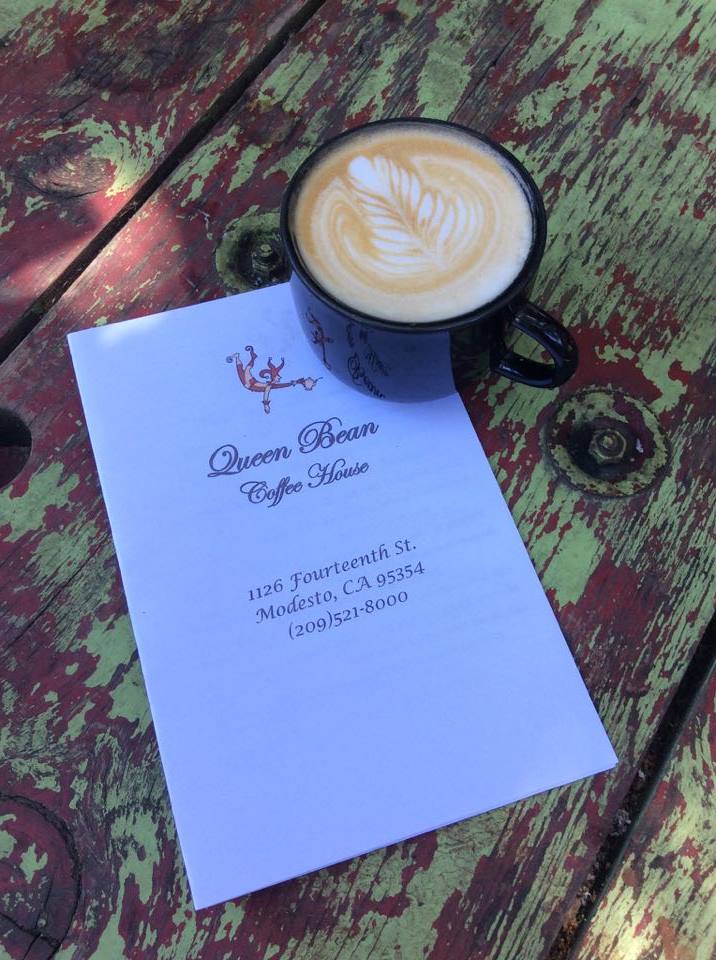 Queen Bean
Coffee House
1126 Fourteenth St.
Modesto, CA 95354
(209)521-8000